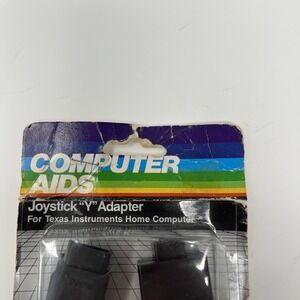 COMPUTER
AIDS
Joystick "Y" Adapter
For Texas Instruments Home Computer